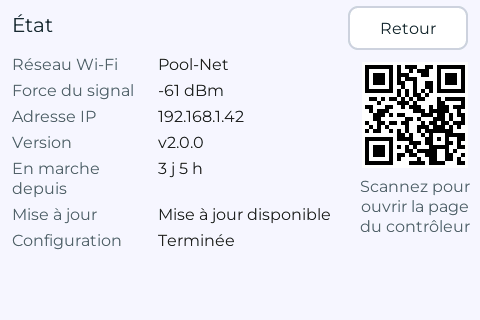 État
Retour
Réseau Wi-Fi Pool-Net
Force du signal -61 dBm
Adresse IP 192.168.1.42
Version v2.0.0
En marche depuis 3 j 5 h
Mise à jour Mise à jour disponible
Configuration Terminée
Scannez pour
ouvrir la page
du contrôleur